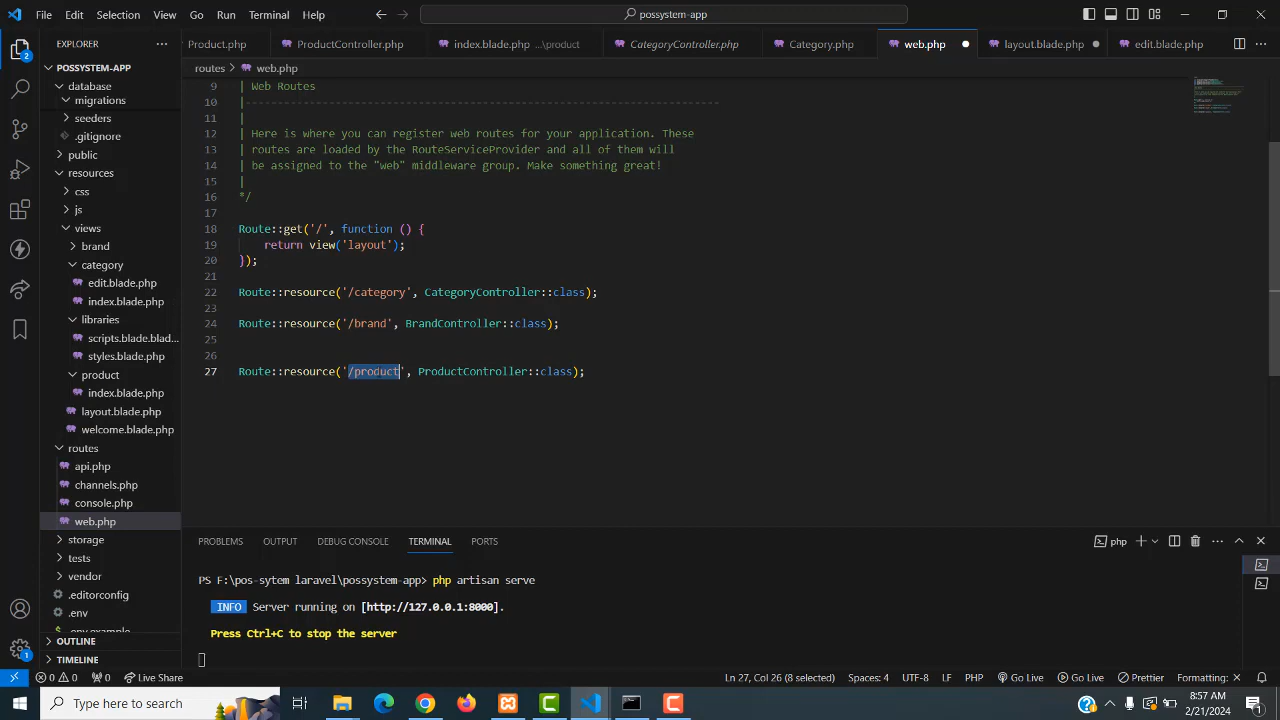 File Edit Selection View Go Run Terminal Help
possystem-app
EXPLORER
Product.php ProductController.php index.blade.php ...\product CategoryController.php Category.php web.php layout.blade.php edit.blade.php
routes > web.php
POSSYSTEM-APP
database
migrations
seeders
.gitignore
public
resources
css
js
views
brand
category
edit.blade.php
index.blade.php
libraries
scripts.blade.blad...
styles.blade.php
product
index.blade.php
layout.blade.php
welcome.blade.php
routes
api.php
channels.php
console.php
web.php
storage
tests
vendor
.editorconfig
.env
.env.example
OUTLINE
TIMELINE
9 | Web Routes
10 |--------------------------------------------------------------------------
11 |
12 | Here is where you can register web routes for your application. These
13 | routes are loaded by the RouteServiceProvider and all of them will
14 | be assigned to the "web" middleware group. Make something great!
15 |
16 */
17
18 Route::get('/', function () {
19 return view('layout');
20 });
21
22 Route::resource('/category', CategoryController::class);
23
24 Route::resource('/brand', BrandController::class);
25
26
27 Route::resource('/product', ProductController::class);
PROBLEMS OUTPUT DEBUG CONSOLE TERMINAL PORTS
php
PS F:\pos-sytem laravel\possystem-app> php artisan serve
INFO Server running on [http://127.0.0.1:8000].
Press Ctrl+C to stop the server
2
1
0 0 0 Live Share
Ln 27, Col 26 (8 selected) Spaces: 4 UTF-8 LF PHP Go Live Go Live Prettier Formatting: ×
Type here to search
8:57 AM
2/21/2024